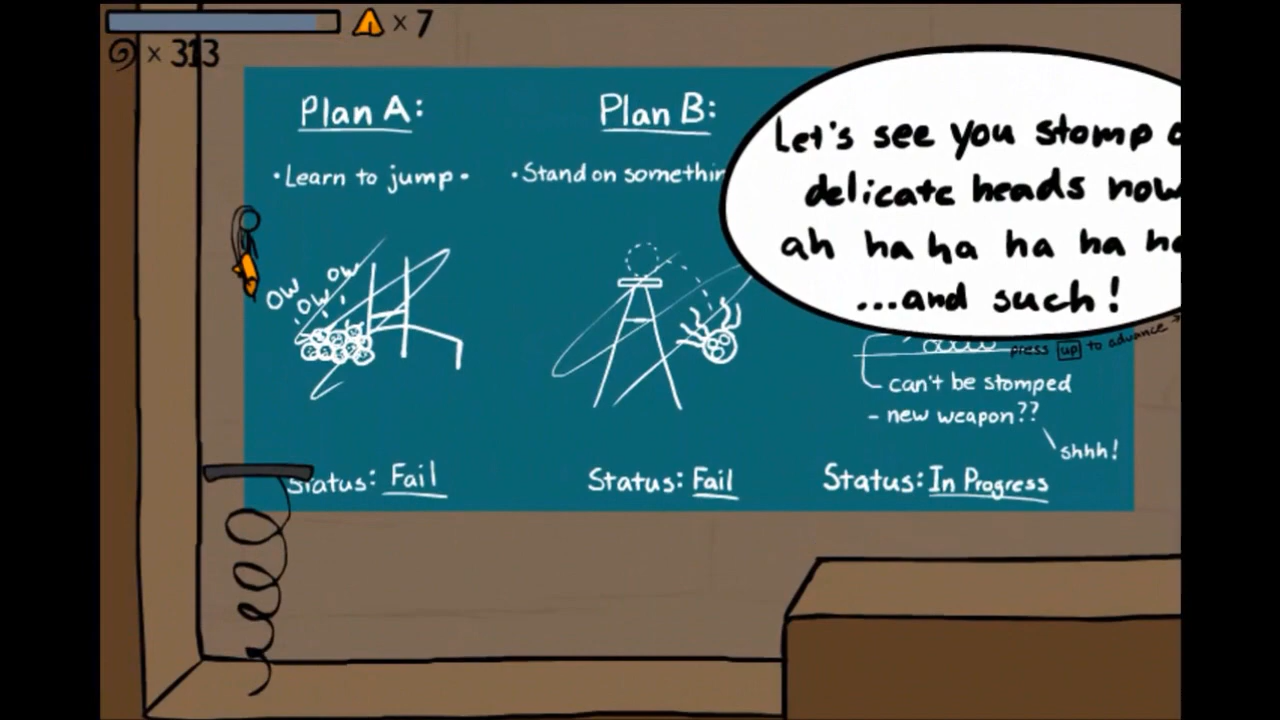 × 7
× 313
Plan A:
• Learn to jump •
OW
OW
OW
Status: Fail
Plan B:
• Stand on somethin
Status: Fail
Let's see you stomp o
delicate heads now
ah ha ha ha ha ha
...and such!
press up to advance
can't be stomped
- new weapon??
shhh!
Status: In Progress